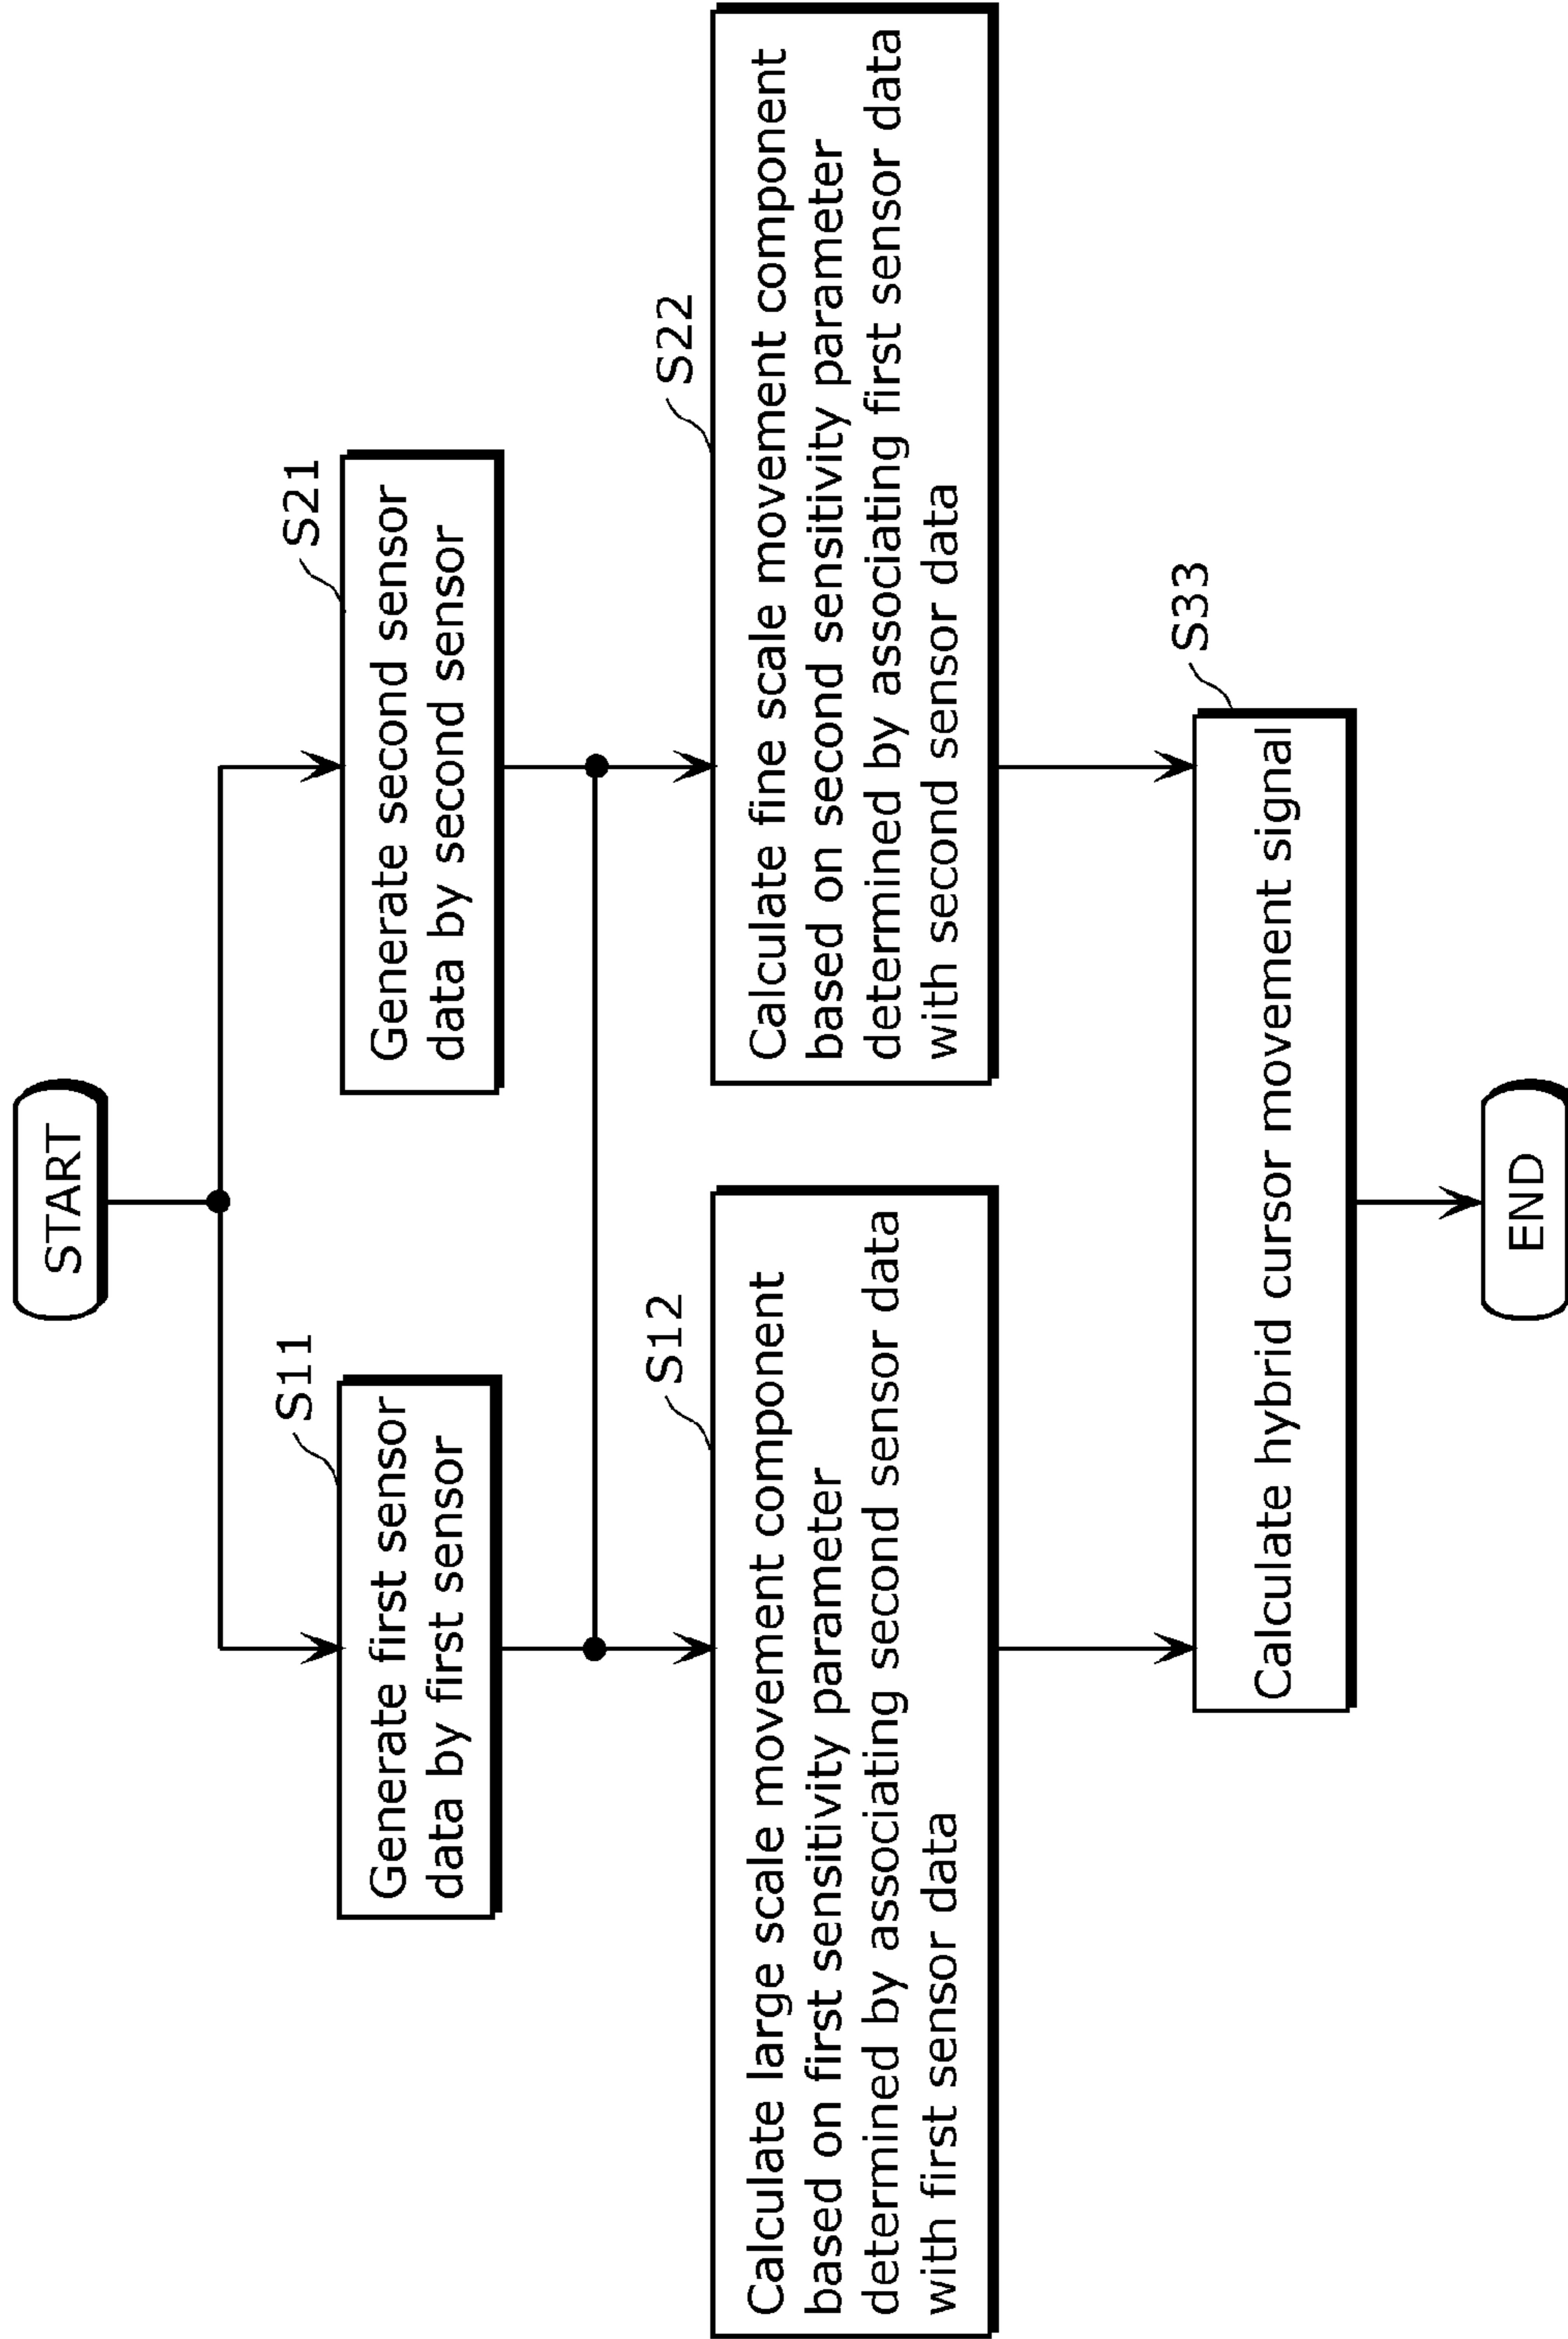 START
S11
Generate first sensor
data by first sensor
S21
Generate second sensor
data by second sensor
S12
Calculate large scale movement component
based on first sensitivity parameter
determined by associating second sensor data
with first sensor data
S22
Calculate fine scale movement component
based on second sensitivity parameter
determined by associating first sensor data
with second sensor data
S33
Calculate hybrid cursor movement signal
END